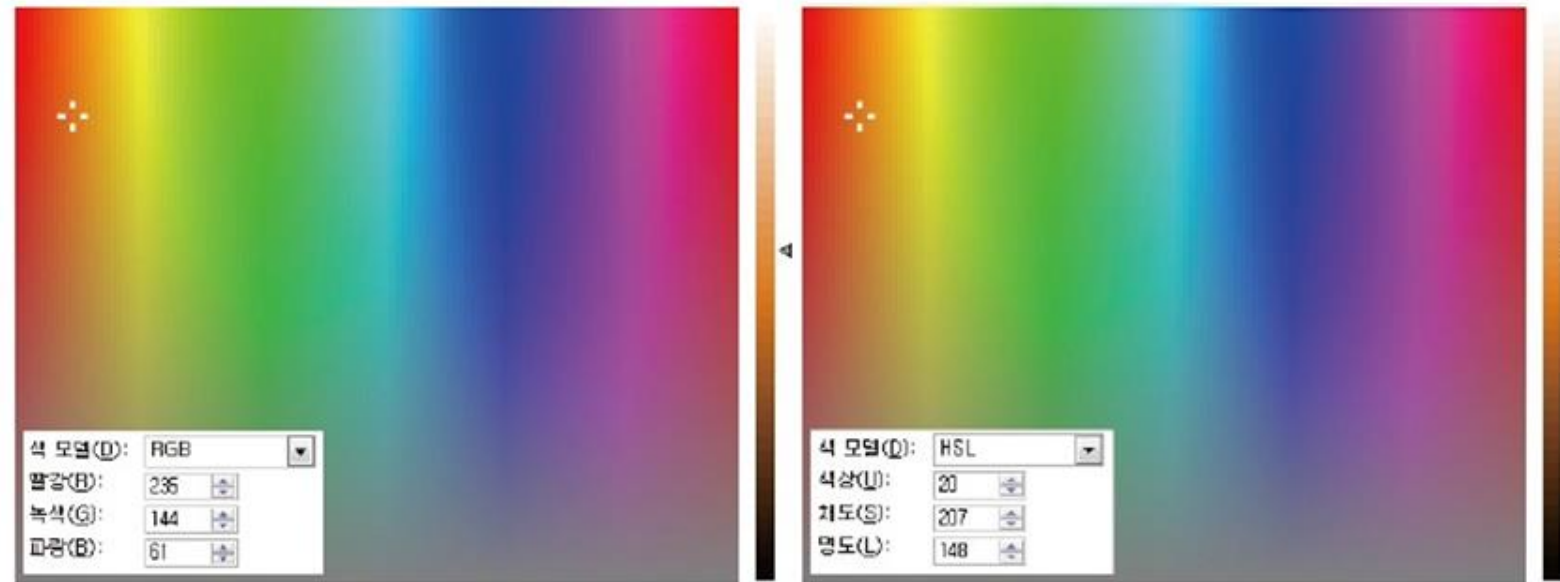 색 모델(D): RGB
빨강(R): 235
녹색(G): 144
파랑(B): 61
색 모델(D): HSL
색상(U): 20
채도(S): 207
명도(L): 148